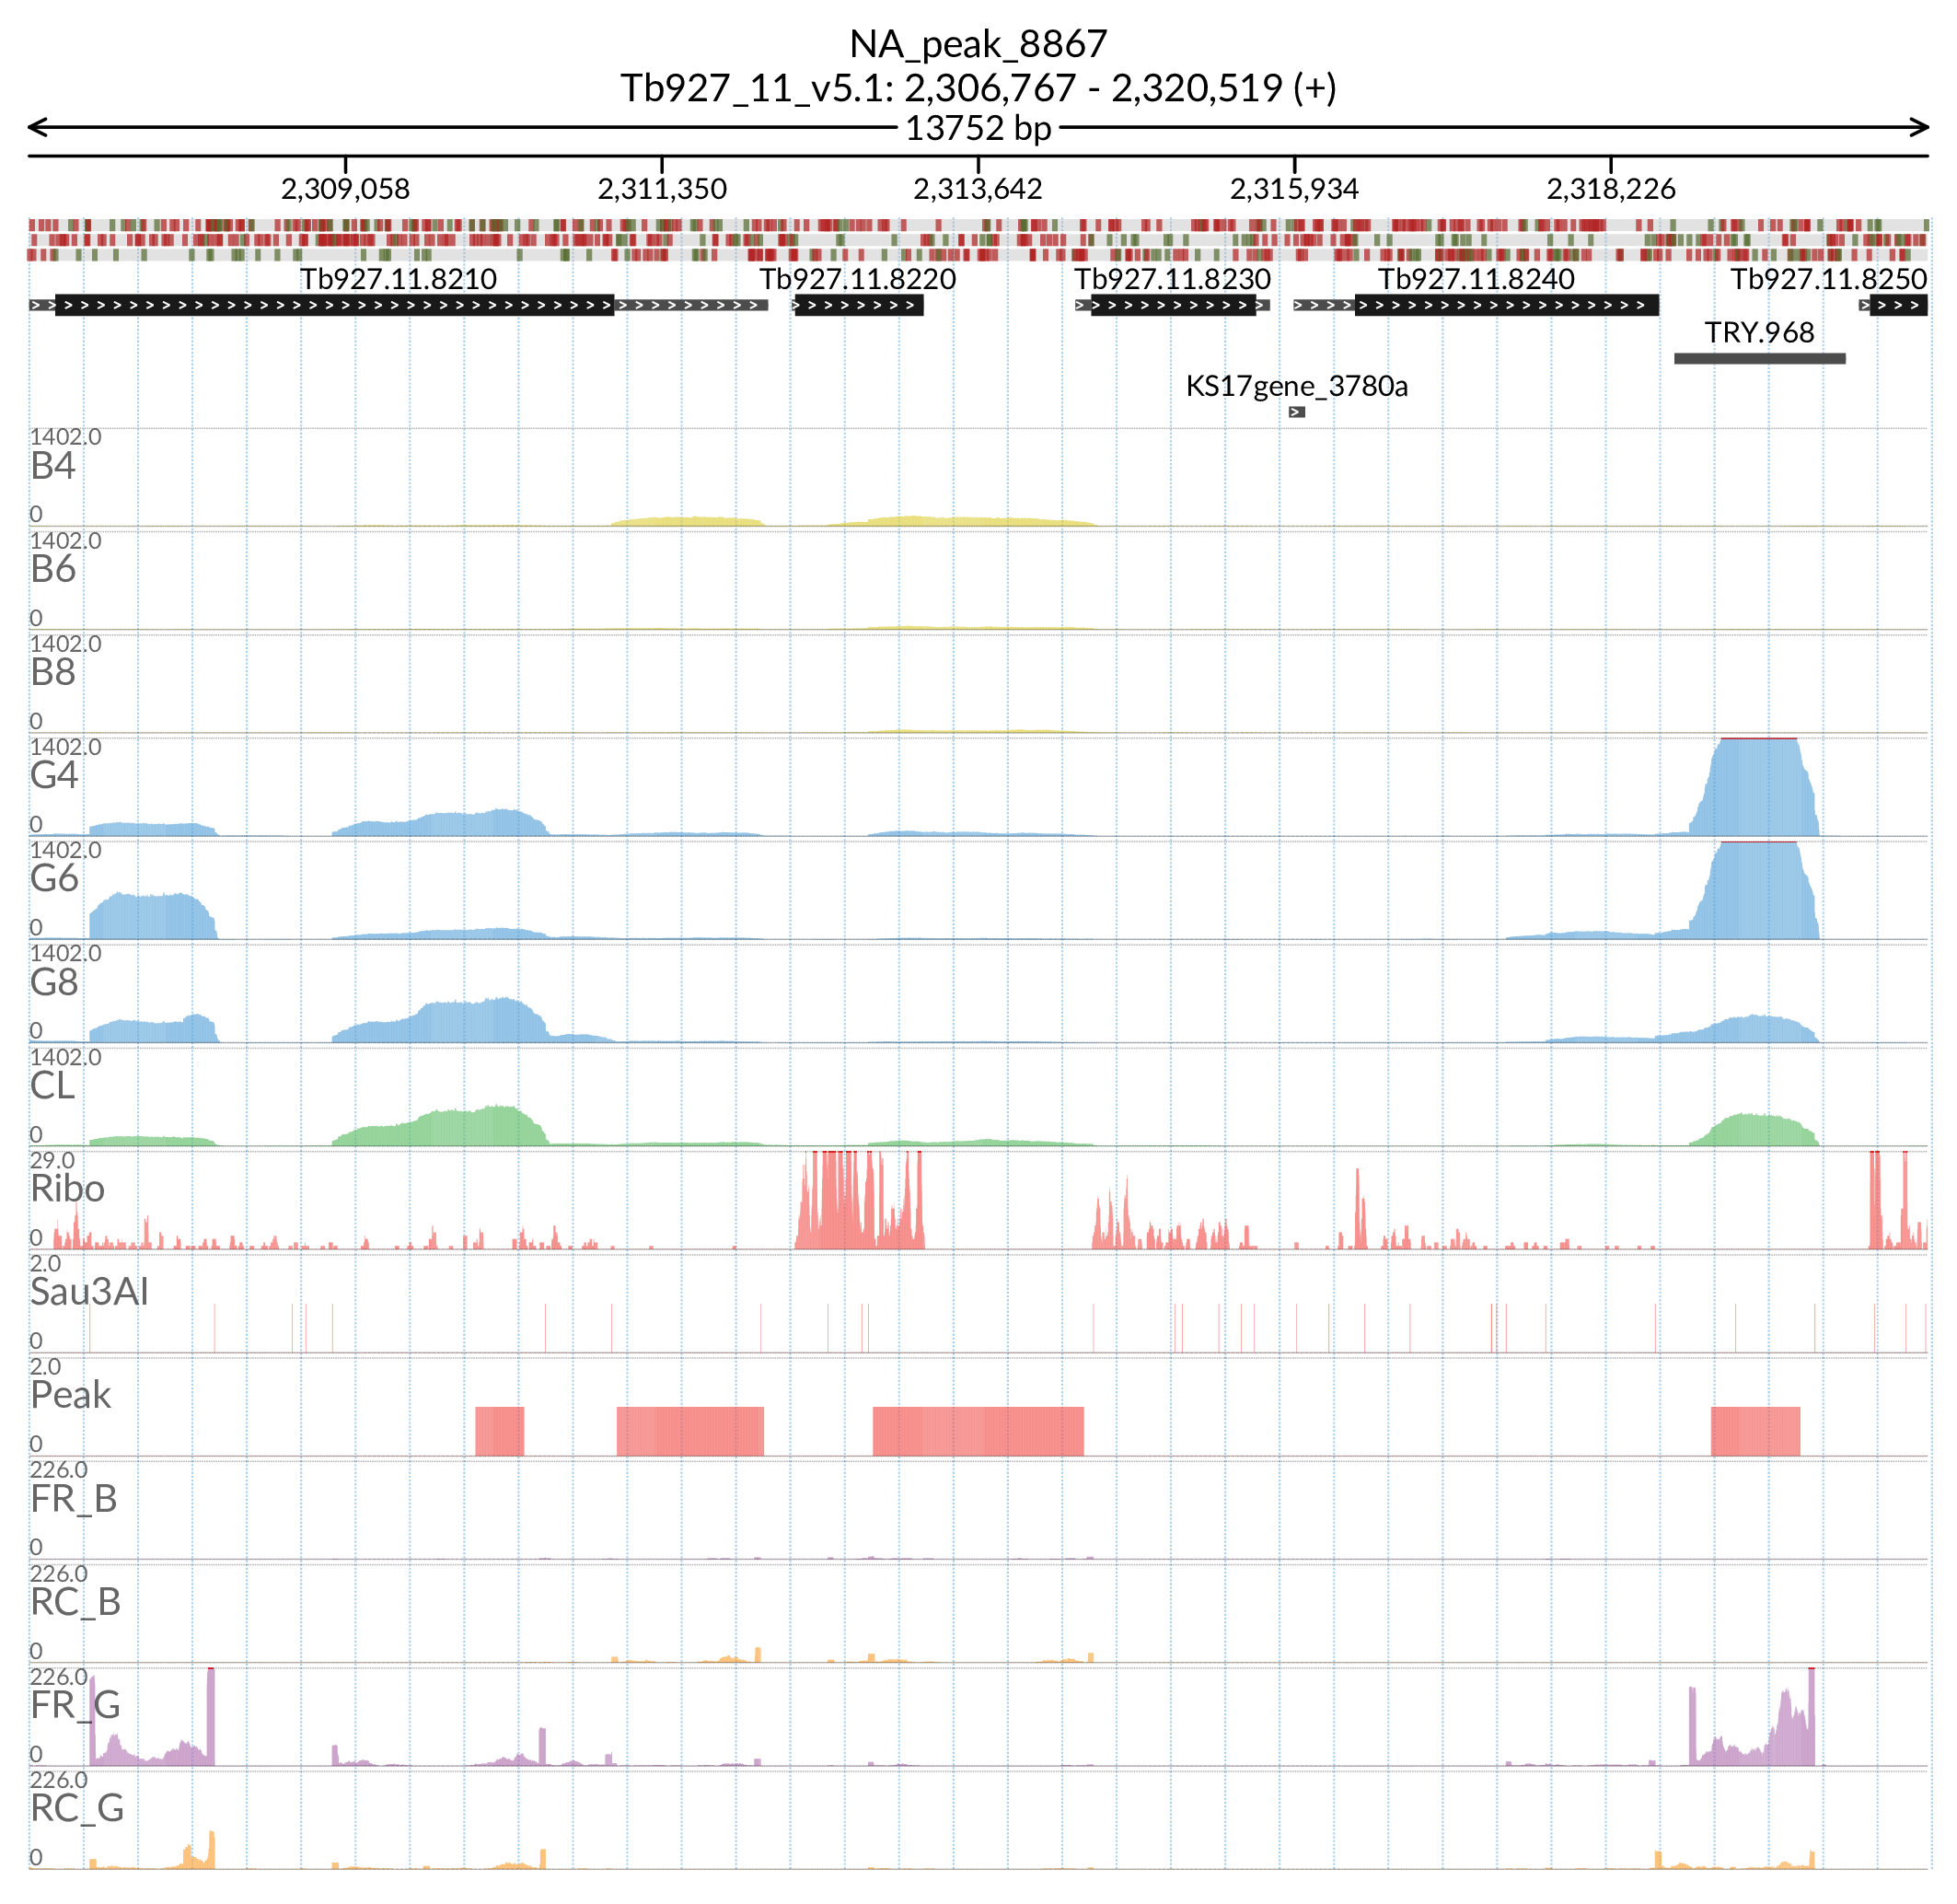 NA_peak_8867
Tb927_11_v5.1: 2,306,767 - 2,320,519 (+)
13752 bp
2,309,058 2,311,350 2,313,642 2,315,934 2,318,226
Tb927.11.8210 Tb927.11.8220 Tb927.11.8230 Tb927.11.8240 Tb927.11.8250
TRY.968
KS17gene_3780a
1402.0
B4
0
1402.0
B6
0
1402.0
B8
0
1402.0
G4
0
1402.0
G6
0
1402.0
G8
0
1402.0
CL
0
29.0
Ribo
0
2.0
Sau3AI
0
2.0
Peak
0
226.0
FR_B
0
226.0
RC_B
0
226.0
FR_G
0
226.0
RC_G
0